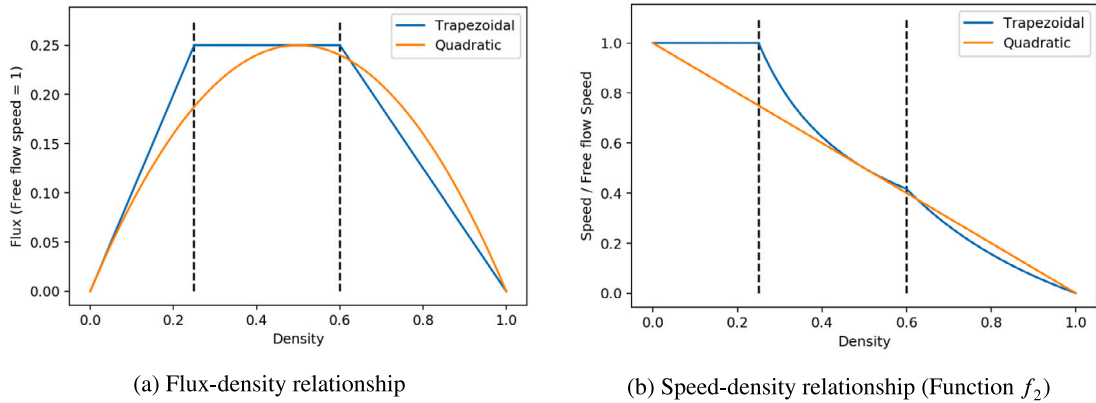 Trapezoidal
Quadratic
0.25
0.20
0.15
0.10
0.05
0.00
Flux (Free flow speed = 1)
0.0
0.2
0.4
0.6
0.8
1.0
Density
(a) Flux-density relationship
Trapezoidal
Quadratic
1.0
0.8
0.6
0.4
0.2
0.0
Speed / Free flow Speed
0.0
0.2
0.4
0.6
0.8
1.0
Density
(b) Speed-density relationship (Function f₂)